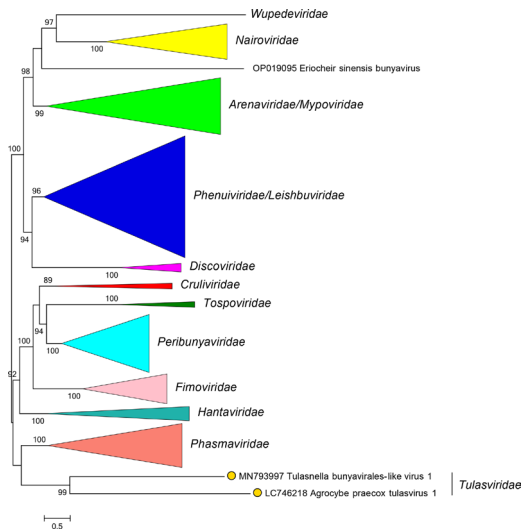 97
Wupedeviridae
100
Nairoviridae
OP019095 Eriocheir sinensis bunyavirus
98
99
Arenaviridae/Mypoviridae
100
96
Phenuiviridae/Leishbuviridae
94
100
Discoviridae
89
Cruliviridae
100
Tospoviridae
94
100
100
Peribunyaviridae
100
Fimoviridae
92
100
Hantaviridae
100
Phasmaviridae
MN793997 Tulasnella bunyavirales-like virus 1
Tulasviridae
99
LC746218 Agrocybe praecox tulasvirus 1
0.5